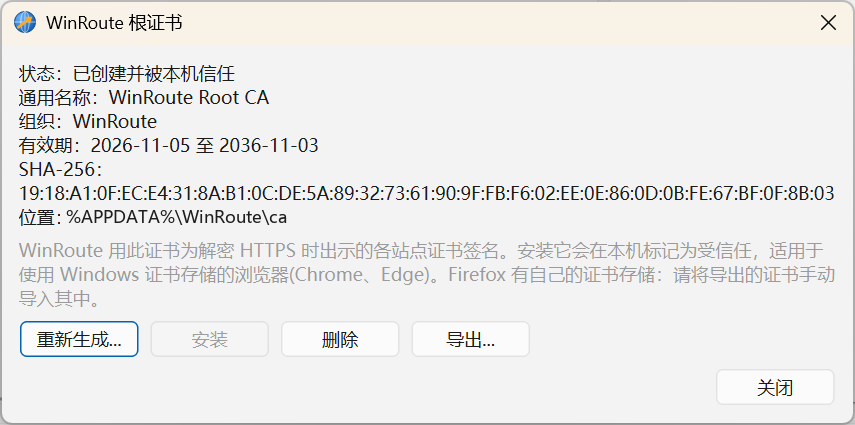 WinRoute 根证书
状态：已创建并被本机信任
通用名称：WinRoute Root CA
组织：WinRoute
有效期：2026-11-05 至 2036-11-03
SHA-256：
19:18:A1:0F:EC:E4:31:8A:B1:0C:DE:5A:89:32:73:61:90:9F:FB:F6:02:EE:0E:86:0D:0B:FE:67:BF:0F:8B:03
位置：%APPDATA%\WinRoute\ca
WinRoute 用此证书为解密 HTTPS 时出示的各站点证书签名。安装它会在本机标记为受信任，适用于
使用 Windows 证书存储的浏览器(Chrome、Edge)。Firefox 有自己的证书存储：请将导出的证书手动
导入其中。
重新生成... 安装 删除 导出...
关闭